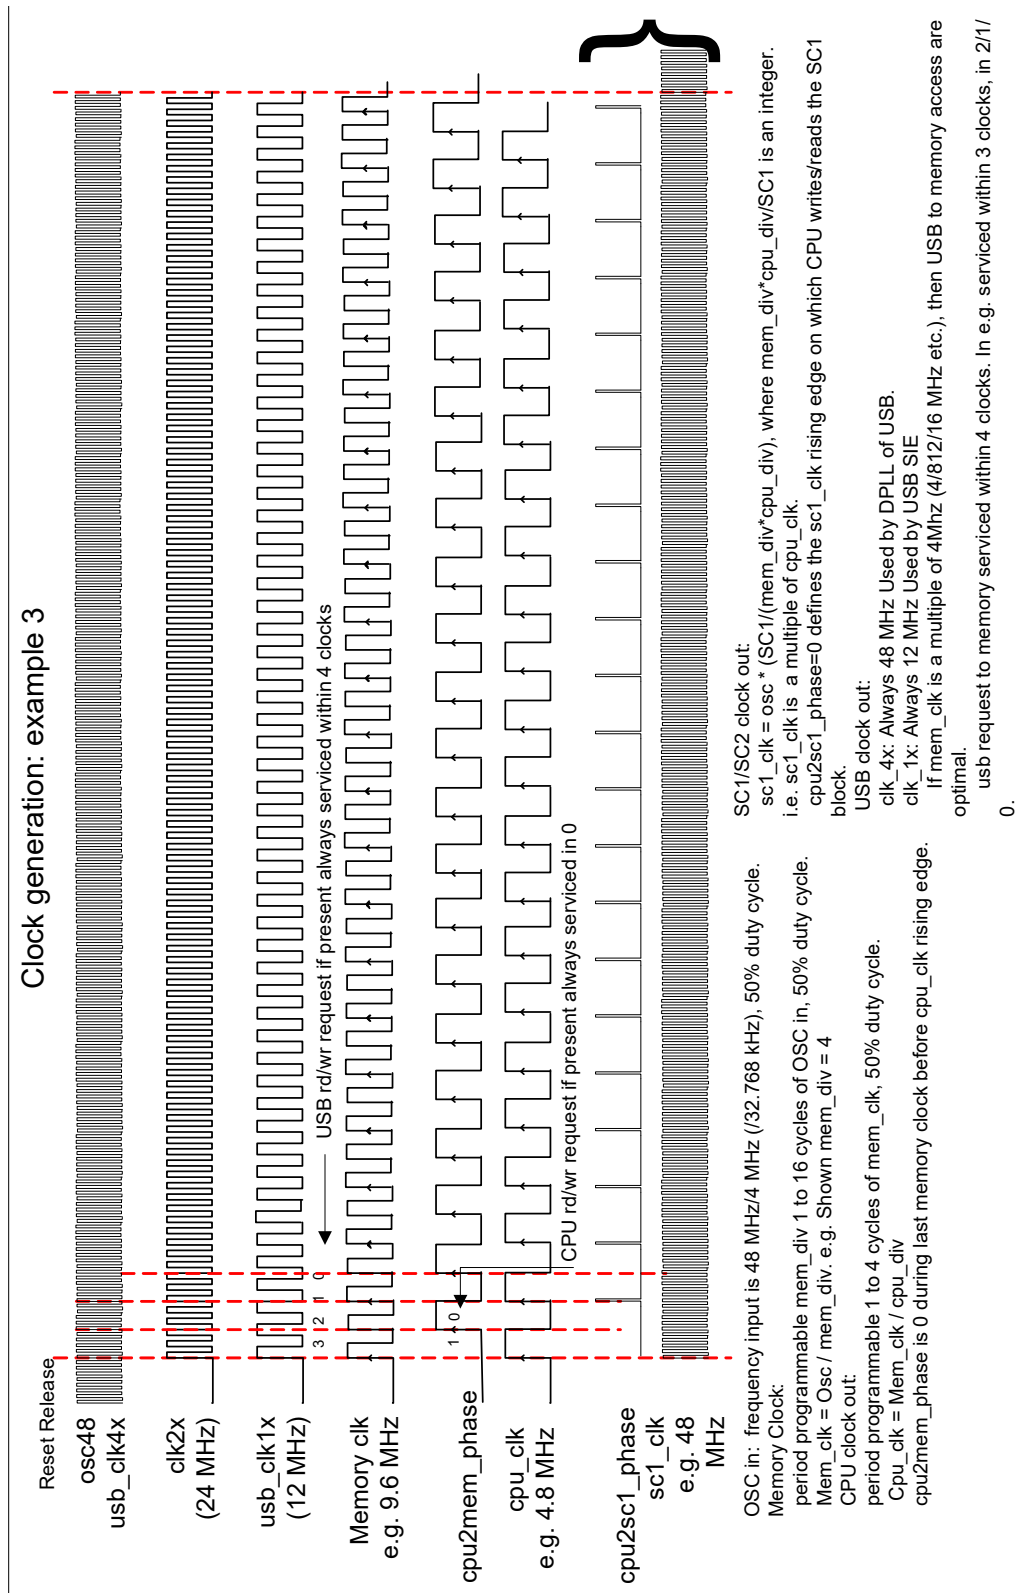 Clock generation: example 3
Reset Release
osc48
usb_clk4x
clk2x
(24 MHz)
usb_clk1x
(12 MHz)
3 2 1 0
USB rd/wr request if present always serviced within 4 clocks
Memory clk
e.g. 9.6 MHz
cpu2mem_phase
1 0
CPU rd/wr request if present always serviced in 0
cpu_clk
e.g. 4.8 MHz
cpu2sc1_phase
sc1_clk
e.g. 48
MHz
OSC in: frequency input is 48 MHz/4 MHz (/32.768 kHz), 50% duty cycle.
Memory Clock:
period programmable mem_div 1 to 16 cycles of OSC in, 50% duty cycle.
Mem_clk = Osc / mem_div. e.g. Shown mem_div = 4
CPU clock out:
period programmable 1 to 4 cycles of mem_clk, 50% duty cycle.
Cpu_clk = Mem_clk / cpu_div
cpu2mem_phase is 0 during last memory clock before cpu_clk rising edge.
SC1/SC2 clock out:
sc1_clk = osc * (SC1/(mem_div*cpu_div), where mem_div*cpu_div/SC1 is an integer.
i.e. sc1_clk is a multiple of cpu_clk.
cpu2sc1_phase=0 defines the sc1_clk rising edge on which CPU writes/reads the SC1
block.
USB clock out:
clk_4x: Always 48 MHz Used by DPLL of USB.
clk_1x: Always 12 MHz Used by USB SIE
If mem_clk is a multiple of 4Mhz (4/812/16 MHz etc.), then USB to memory access are
optimal.
usb request to memory serviced within 4 clocks. In e.g. serviced within 3 clocks, in 2/1/
0.